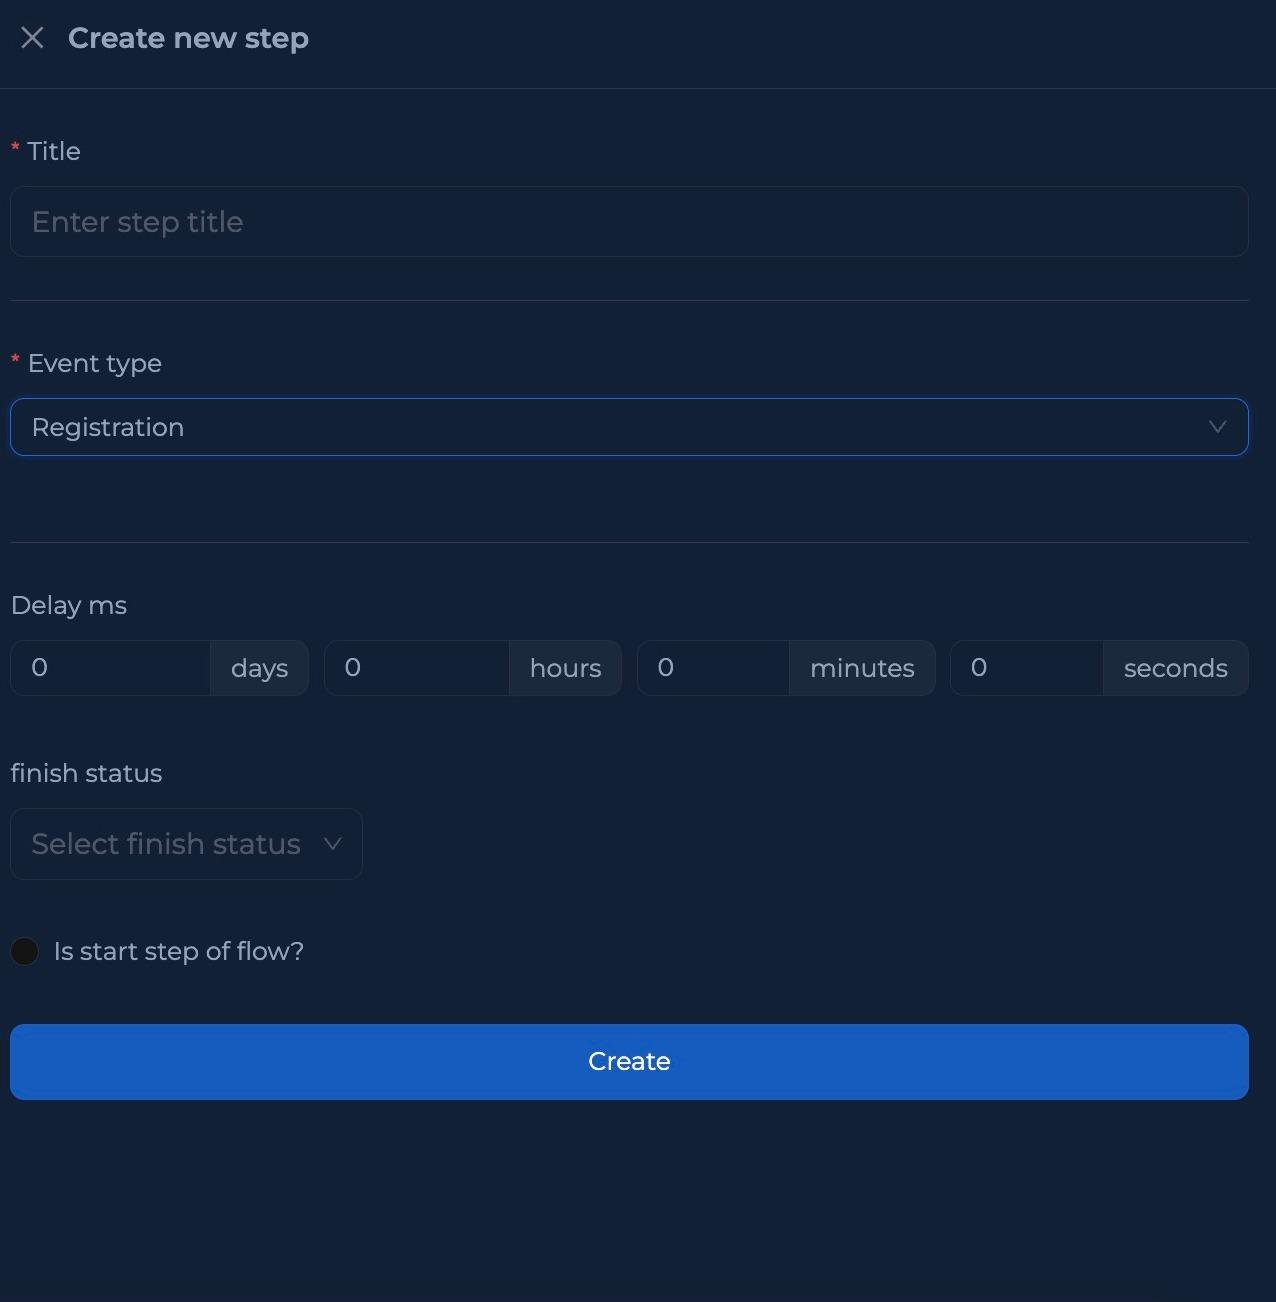 Create new step
* Title
Enter step title
* Event type
Registration
Delay ms
0 days 0 hours 0 minutes 0 seconds
finish status
Select finish status
Is start step of flow?
Create